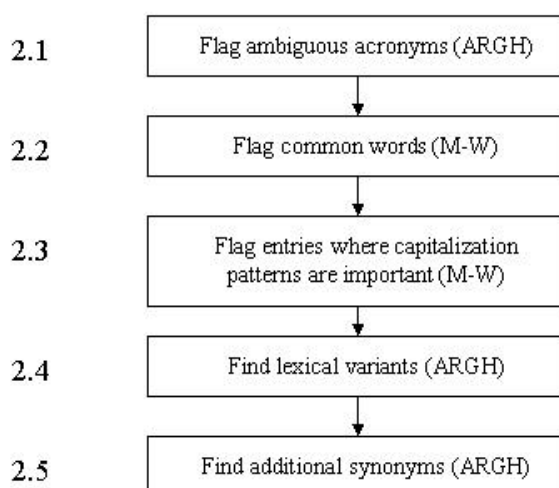 2.1
Flag ambiguous acronyms (ARGH)
2.2
Flag common words (M-W)
2.3
Flag entries where capitalization
patterns are important (M-W)
2.4
Find lexical variants (ARGH)
2.5
Find additional synonyms (ARGH)